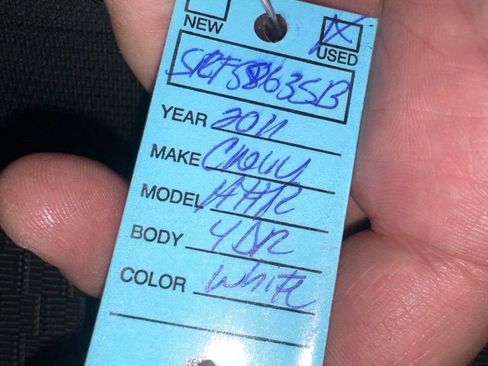 NEW X USED
YEAR 2011
MAKE Chevy
MODEL HHR
BODY 4DR
COLOR White